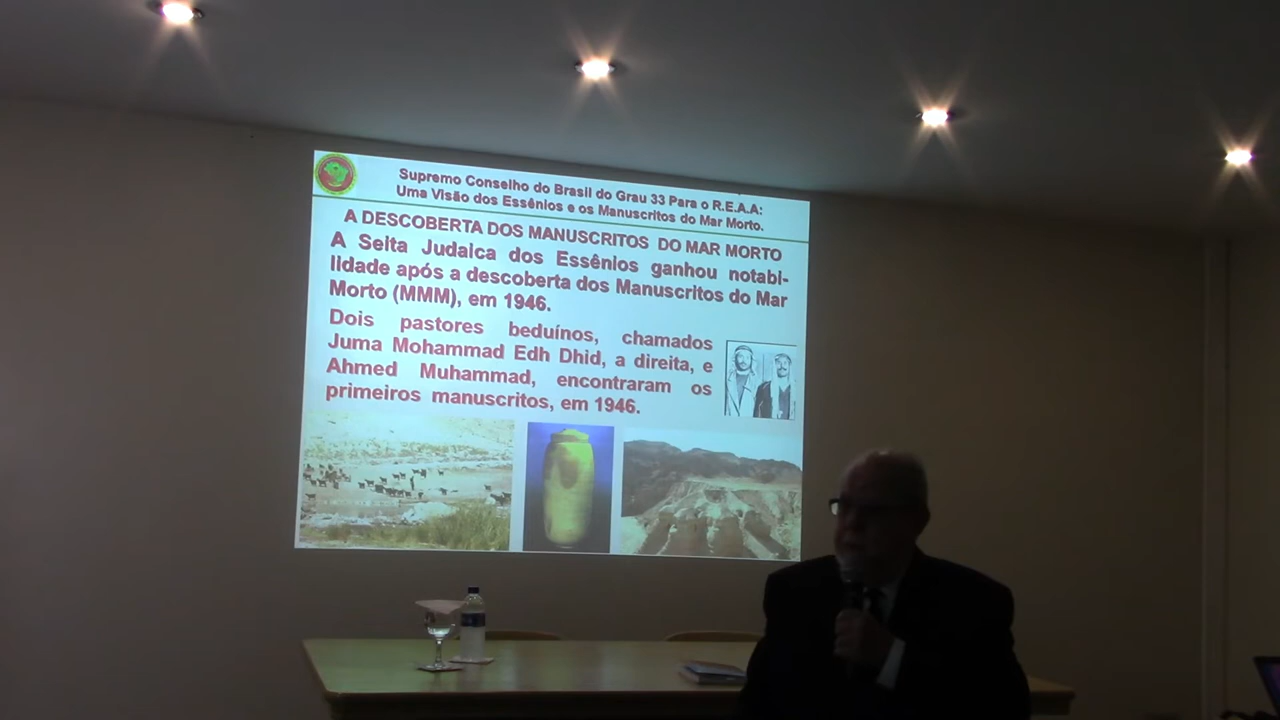 Supremo Conselho do Brasil do Grau 33 Para o R.E.A.A:
Uma Visão dos Essênios e os Manuscritos do Mar Morto.
A DESCOBERTA DOS MANUSCRITOS DO MAR MORTO
A Seita Judaica dos Essênios ganhou notabi-
lidade após a descoberta dos Manuscritos do Mar
Morto (MMM), em 1946.
Dois pastores beduínos, chamados
Juma Mohammad Edh Dhid, a direita, e
Ahmed Muhammad, encontraram os
primeiros manuscritos, em 1946.